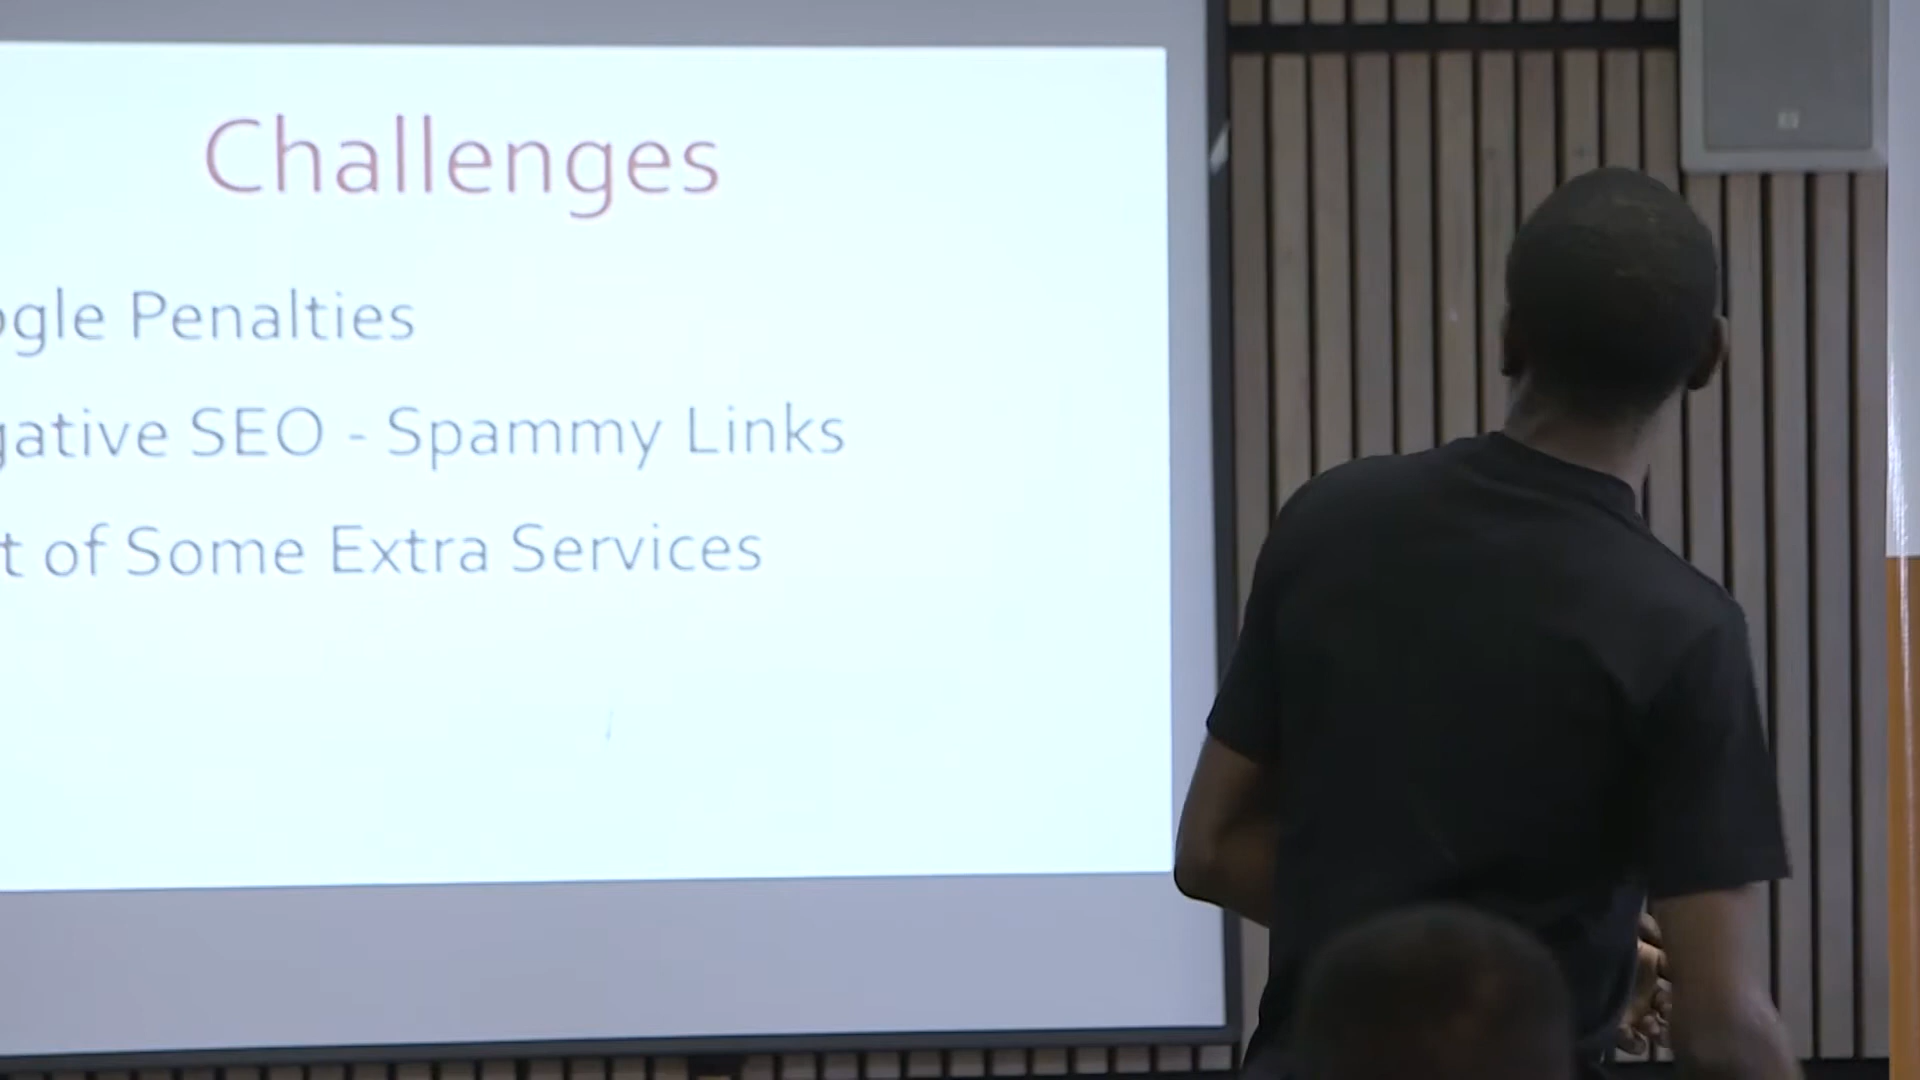 Challenges
ogle Penalties
gative SEO - Spammy Links
t of Some Extra Services